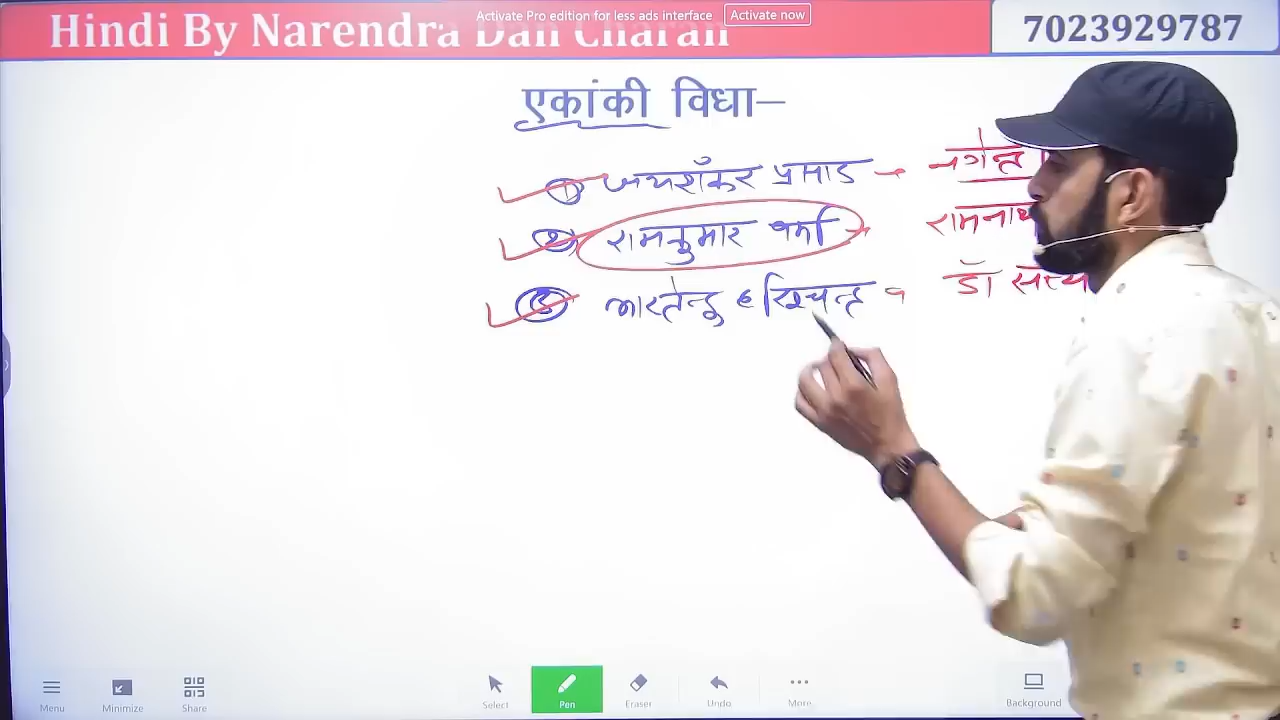 Activate Pro edition for less ads interface Activate now
Hindi By Narendra Dan Charan
7023929787
एकांकी विधा–
① जयशंकर प्रसाद → नगेन्द्र
② रामकुमार वर्मा → रामनाथ
③ भारतेन्दु हरिश्चन्द्र → डॉ सत्य
Menu Minimize Share Select Pen Eraser Undo More Background